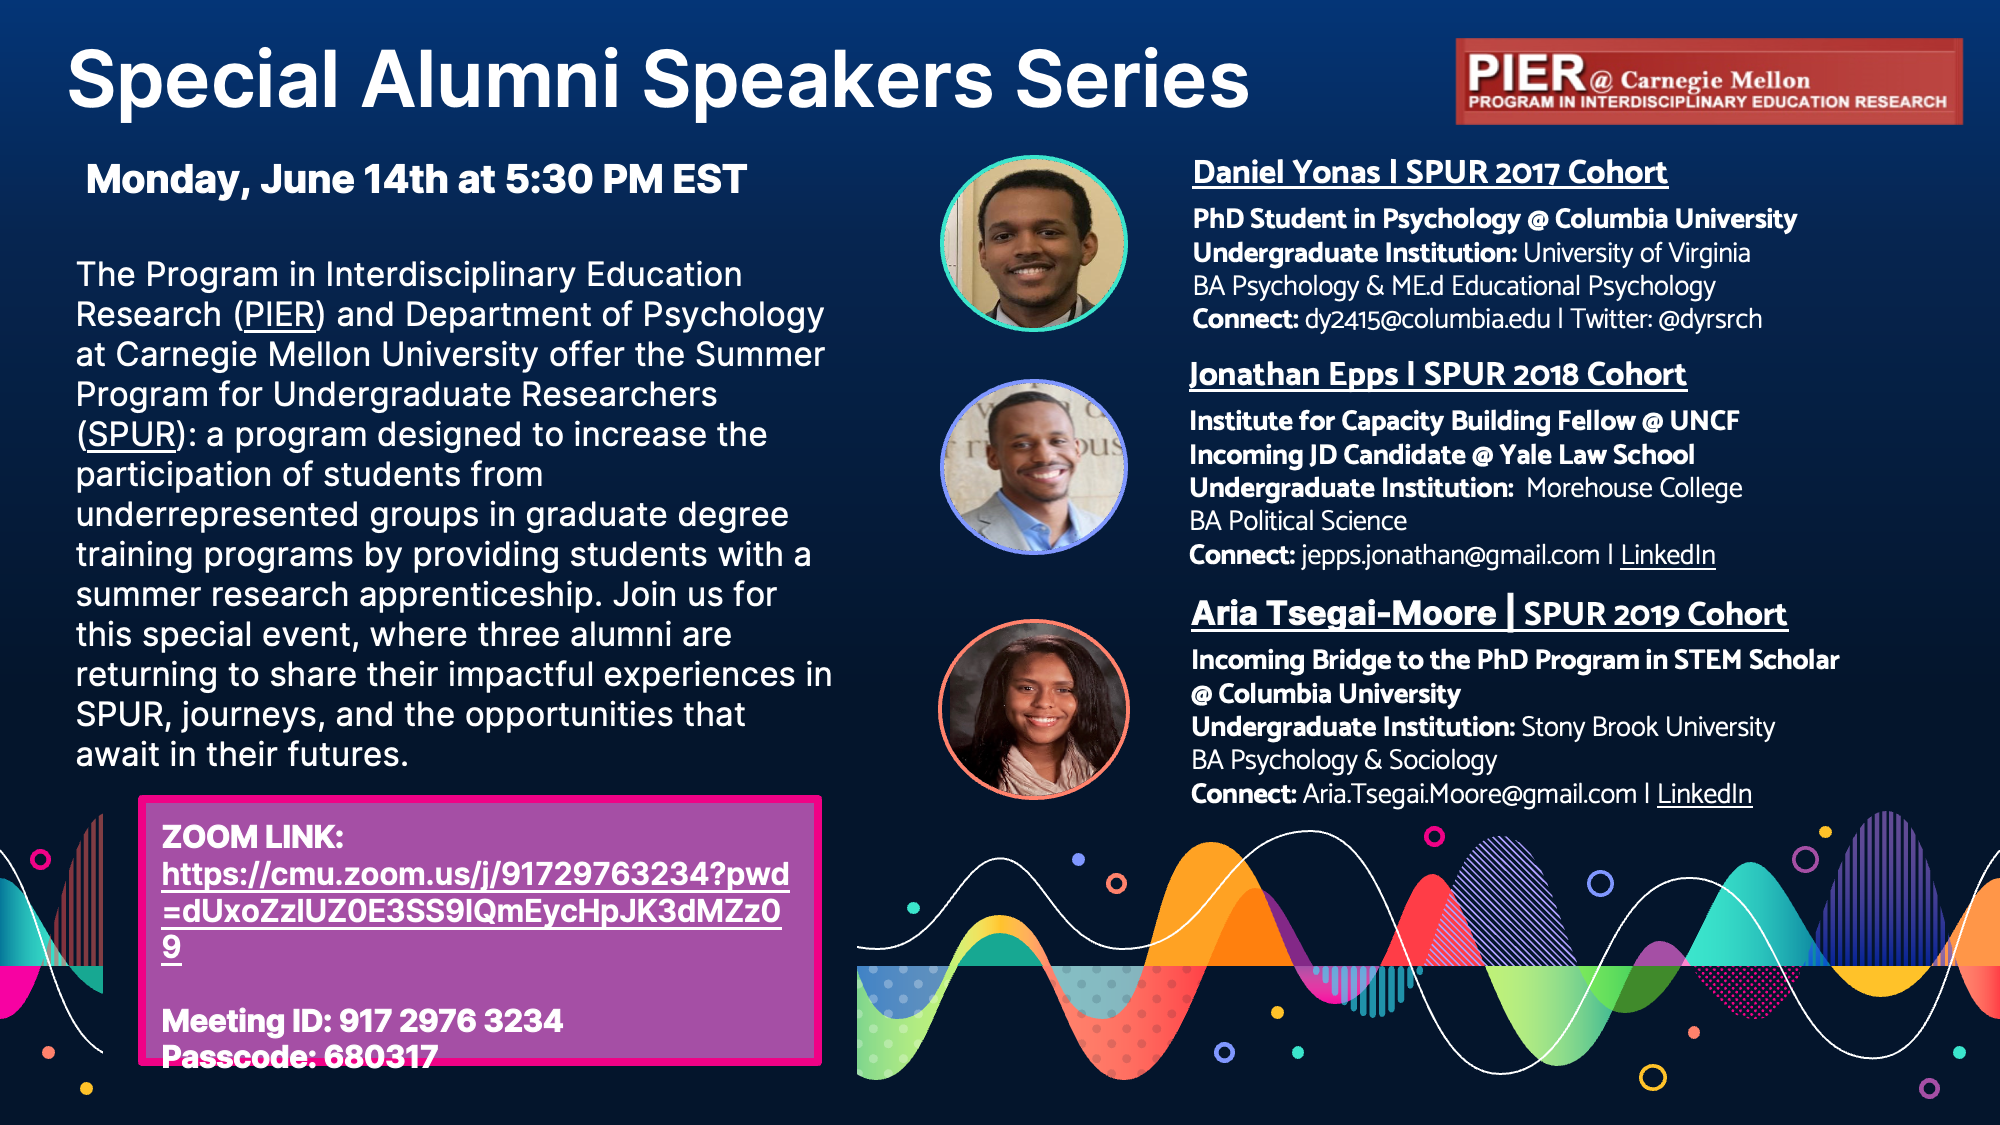 Special Alumni Speakers Series
PIER @ Carnegie Mellon
PROGRAM IN INTERDISCIPLINARY EDUCATION RESEARCH
Monday, June 14th at 5:30 PM EST
The Program in Interdisciplinary Education
Research (PIER) and Department of Psychology
at Carnegie Mellon University offer the Summer
Program for Undergraduate Researchers
(SPUR): a program designed to increase the
participation of students from
underrepresented groups in graduate degree
training programs by providing students with a
summer research apprenticeship. Join us for
this special event, where three alumni are
returning to share their impactful experiences in
SPUR, journeys, and the opportunities that
await in their futures.
ZOOM LINK:
https://cmu.zoom.us/j/91729763234?pwd
=dUxoZzlUZ0E3SS9lQmEycHpJK3dMZz0
9
Meeting ID: 917 2976 3234
Passcode: 680317
Daniel Yonas | SPUR 2017 Cohort
PhD Student in Psychology @ Columbia University
Undergraduate Institution: University of Virginia
BA Psychology & ME.d Educational Psychology
Connect: dy2415@columbia.edu | Twitter: @dyrsrch
Jonathan Epps | SPUR 2018 Cohort
Institute for Capacity Building Fellow @ UNCF
Incoming JD Candidate @ Yale Law School
Undergraduate Institution: Morehouse College
BA Political Science
Connect: jepps.jonathan@gmail.com | LinkedIn
Aria Tsegai-Moore | SPUR 2019 Cohort
Incoming Bridge to the PhD Program in STEM Scholar
@ Columbia University
Undergraduate Institution: Stony Brook University
BA Psychology & Sociology
Connect: Aria.Tsegai.Moore@gmail.com | LinkedIn